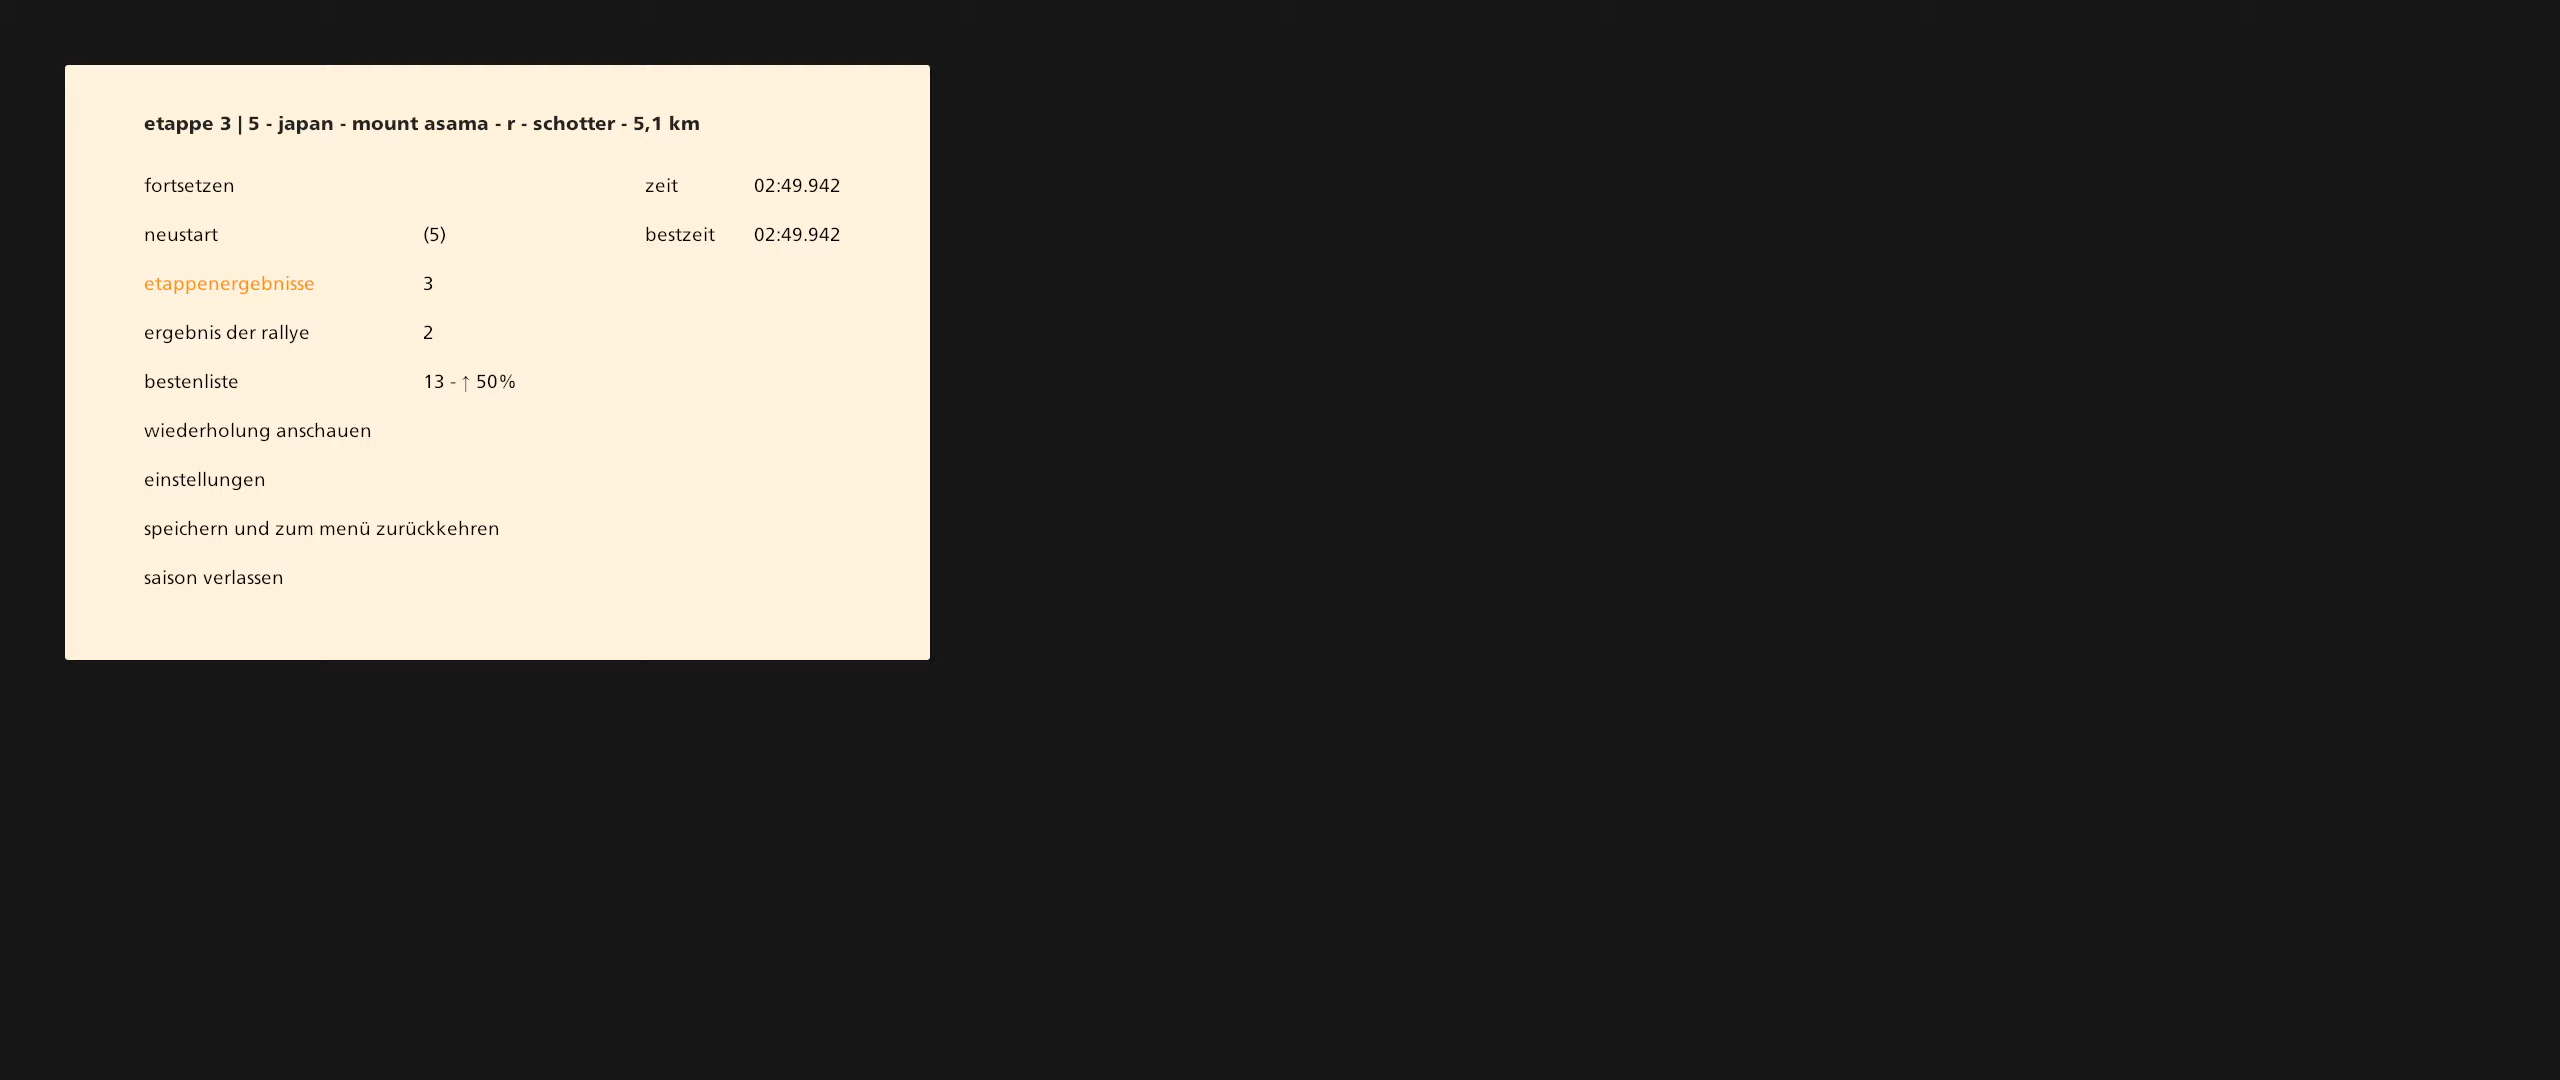 etappe 3 | 5 - japan - mount asama - r - schotter - 5,1 km
fortsetzen zeit 02:49.942
neustart (5) bestzeit 02:49.942
etappenergebnisse 3
ergebnis der rallye 2
bestenliste 13 - ↑ 50%
wiederholung anschauen
einstellungen
speichern und zum menü zurückkehren
saison verlassen